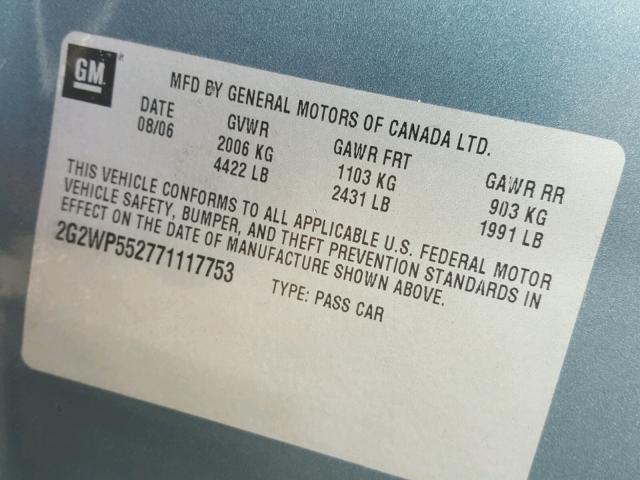 GM
®
MFD BY GENERAL MOTORS OF CANADA LTD.
DATE GVWR GAWR FRT GAWR RR
08/06 2006 KG 1103 KG 903 KG
4422 LB 2431 LB 1991 LB
THIS VEHICLE CONFORMS TO ALL APPLICABLE U.S. FEDERAL MOTOR
VEHICLE SAFETY, BUMPER, AND THEFT PREVENTION STANDARDS IN
EFFECT ON THE DATE OF MANUFACTURE SHOWN ABOVE.
2G2WP552771117753 TYPE: PASS CAR